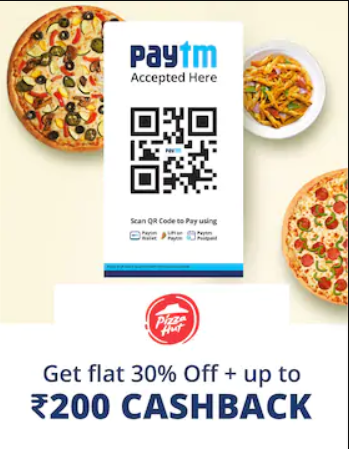 paytm
Accepted Here
paytm
Scan QR Code to Pay using
Paytm Wallet
UPI on Paytm
Paytm Postpaid
Pizza Hut
Get flat 30% Off + up to
₹200 CASHBACK